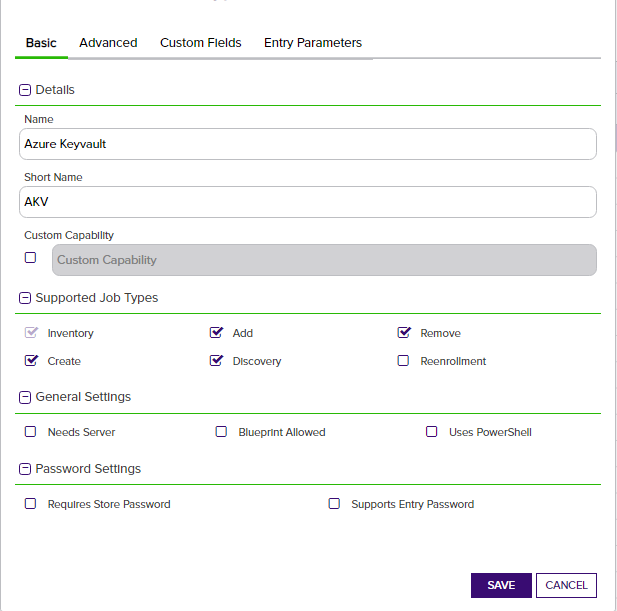 Basic Advanced Custom Fields Entry Parameters
Details
Name
Azure Keyvault
Short Name
AKV
Custom Capability
Custom Capability
Supported Job Types
Inventory Add Remove
Create Discovery Reenrollment
General Settings
Needs Server Blueprint Allowed Uses PowerShell
Password Settings
Requires Store Password Supports Entry Password
SAVE CANCEL